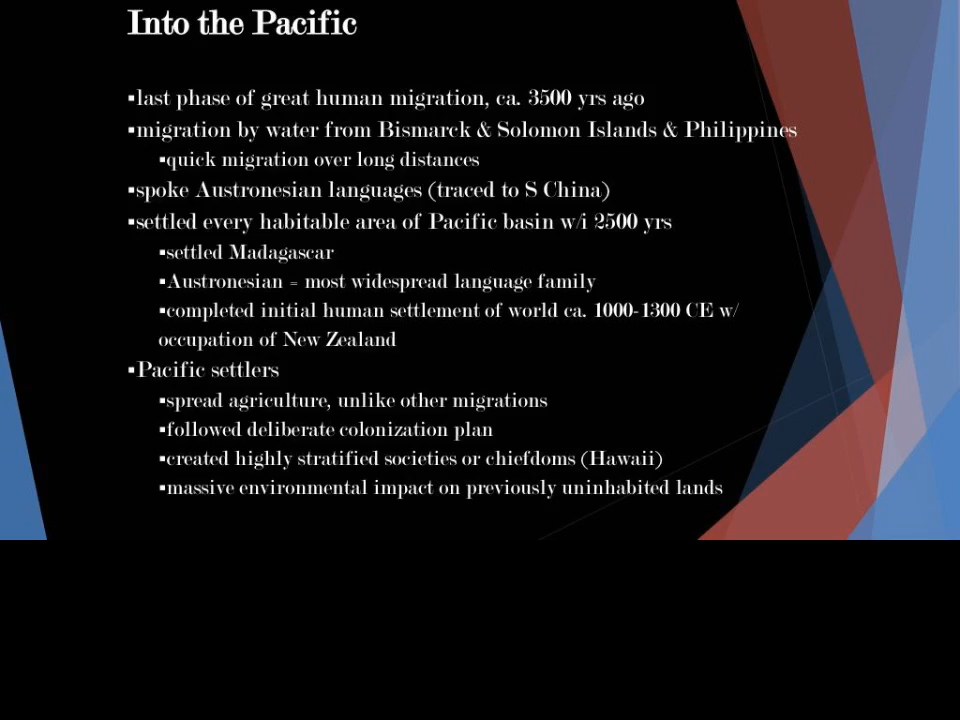 Into the Pacific
▪last phase of great human migration, ca. 3500 yrs ago
▪migration by water from Bismarck & Solomon Islands & Philippines
▪quick migration over long distances
▪spoke Austronesian languages (traced to S China)
▪settled every habitable area of Pacific basin w/i 2500 yrs
▪settled Madagascar
▪Austronesian = most widespread language family
▪completed initial human settlement of world ca. 1000-1300 CE w/
occupation of New Zealand
▪Pacific settlers
▪spread agriculture, unlike other migrations
▪followed deliberate colonization plan
▪created highly stratified societies or chiefdoms (Hawaii)
▪massive environmental impact on previously uninhabited lands